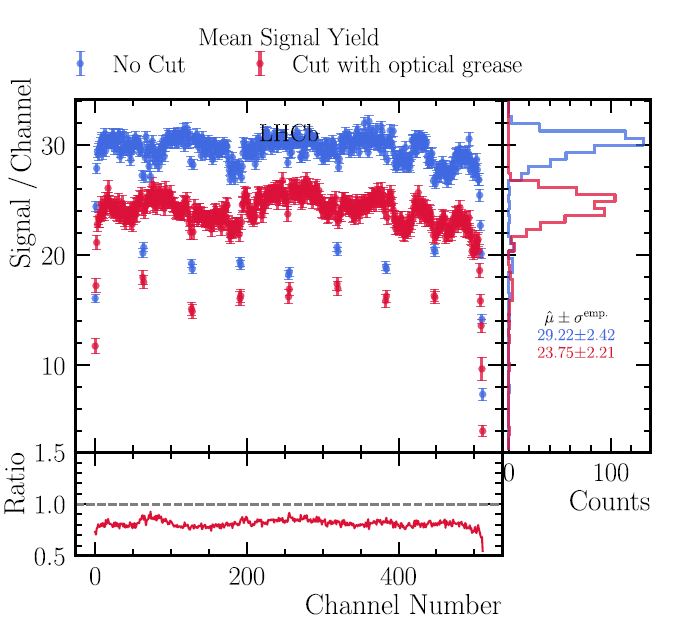 Mean Signal Yield
No Cut
Cut with optical grease
Signal / Channel
30
20
10
LHCb
μ̂ ± σ^emp.
29.22±2.42
23.75±2.21
0 100
Counts
Ratio
1.5
1.0
0.5
0 200 400
Channel Number